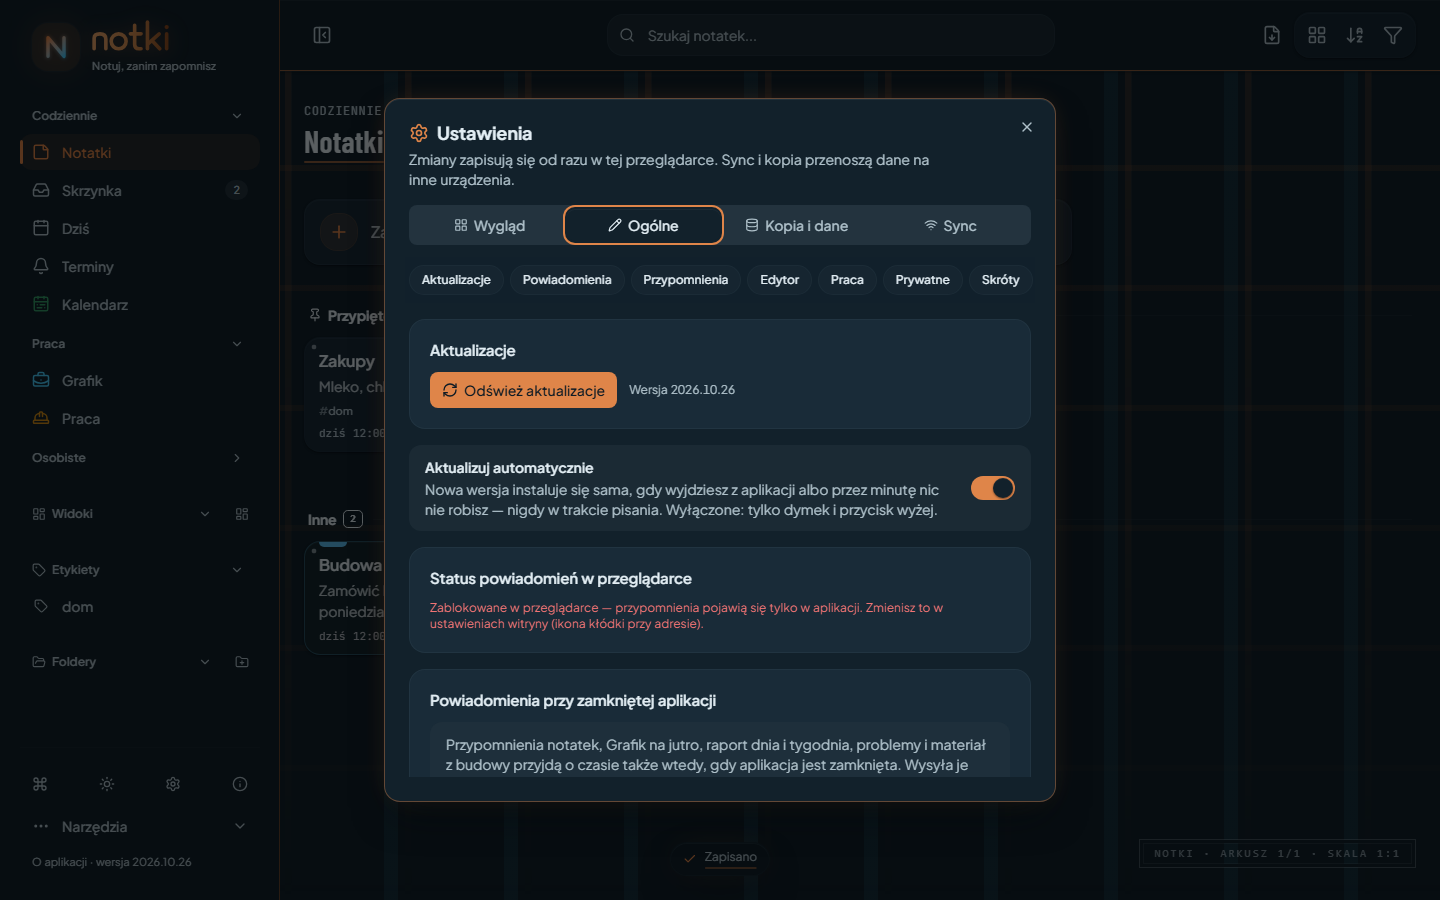 notki
Notuj, zanim zapomnisz
Szukaj notatek...
Codziennie
Notatki
Skrzynka 2
Dziś
Terminy
Kalendarz
Praca
Grafik
Praca
Osobiste
Widoki
Etykiety
dom
Foldery
Narzędzia
O aplikacji · wersja 2026.10.26
CODZIENNIE
Notatki
Przypięt
Zakupy
Mleko, ch
#dom
dziś 12:00
Inne 2
Budowa
Zamówić
poniedzia
dziś 12:00
Ustawienia
Zmiany zapisują się od razu w tej przeglądarce. Sync i kopia przenoszą dane na
inne urządzenia.
Wygląd Ogólne Kopia i dane Sync
Aktualizacje Powiadomienia Przypomnienia Edytor Praca Prywatne Skróty
Aktualizacje
Odśwież aktualizacje Wersja 2026.10.26
Aktualizuj automatycznie
Nowa wersja instaluje się sama, gdy wyjdziesz z aplikacji albo przez minutę nic
nie robisz — nigdy w trakcie pisania. Wyłączone: tylko dymek i przycisk wyżej.
Status powiadomień w przeglądarce
Zablokowane w przeglądarce — przypomnienia pojawią się tylko w aplikacji. Zmienisz to w
ustawieniach witryny (ikona kłódki przy adresie).
Powiadomienia przy zamkniętej aplikacji
Przypomnienia notatek, Grafik na jutro, raport dnia i tygodnia, problemy i materiał
z budowy przyjdą o czasie także wtedy, gdy aplikacja jest zamknięta. Wysyła je
Zapisano
NOTKI · ARKUSZ 1/1 · SKALA 1:1